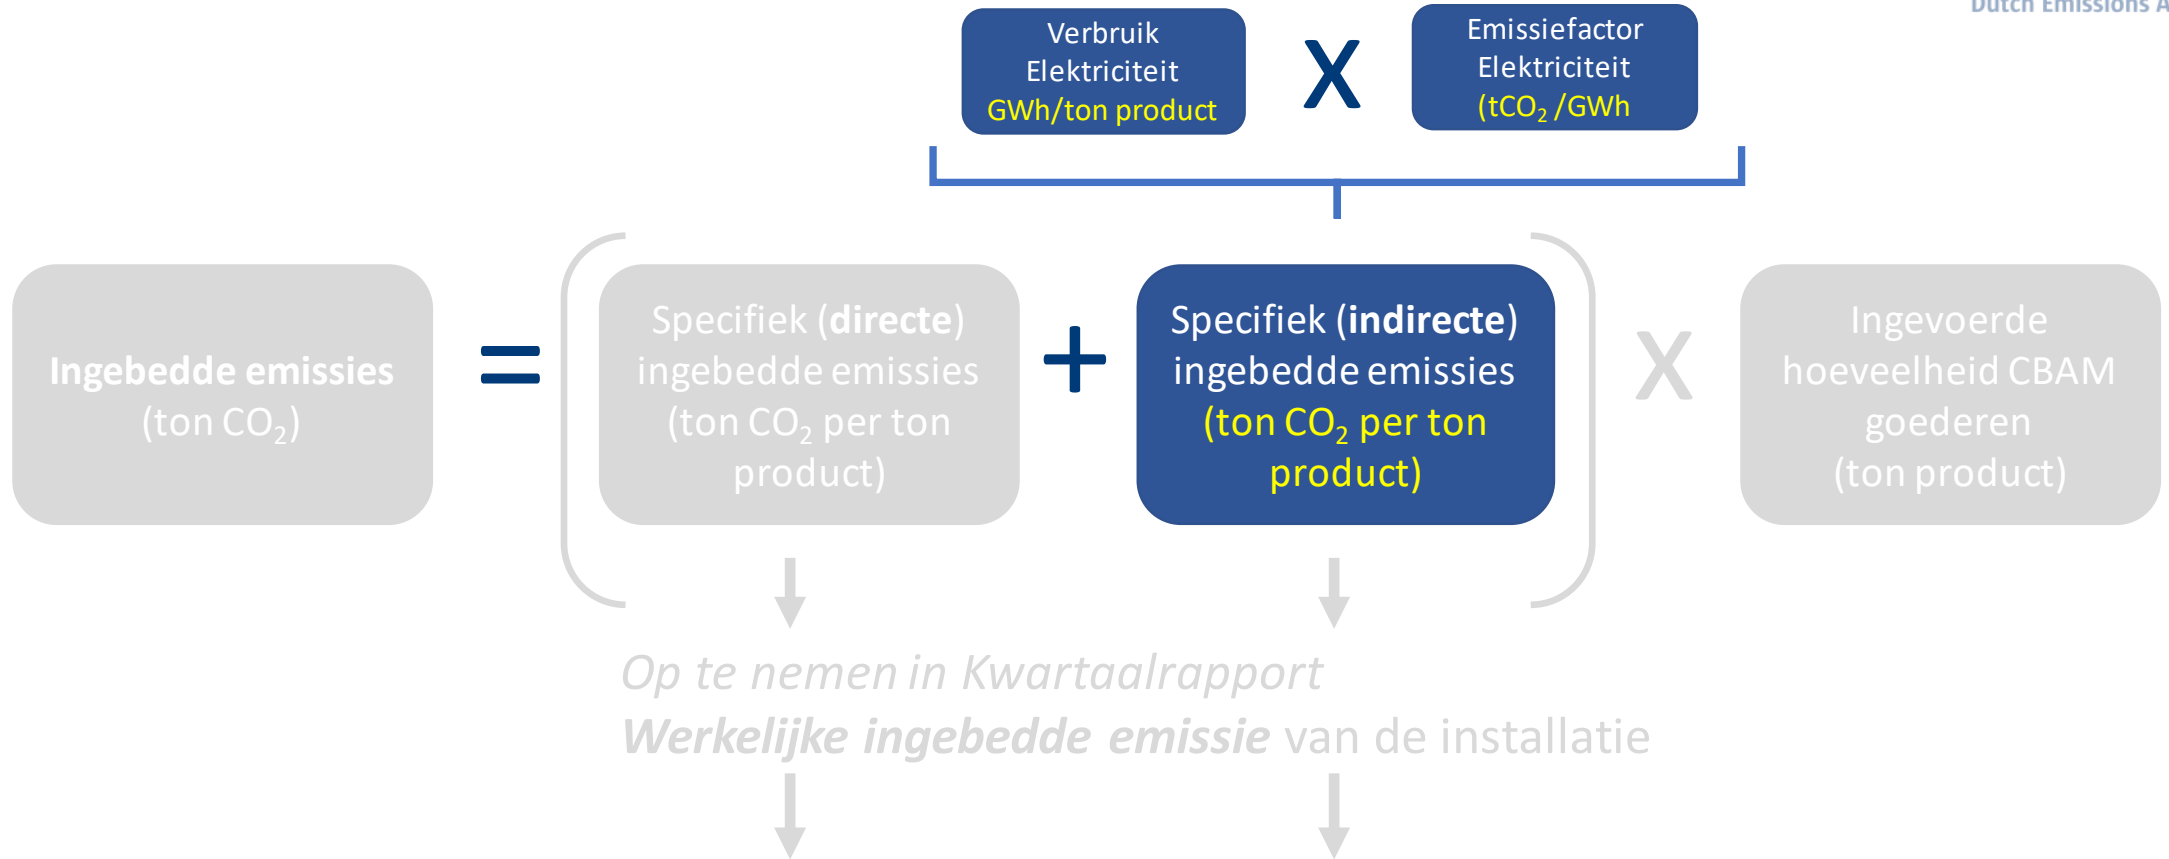 Dutch Emissions A
Verbruik
Elektriciteit
GWh/ton product
X
Emissiefactor
Elektriciteit
(tCO₂ /GWh
Ingebedde emissies
(ton CO₂)
=
Specifiek (directe)
ingebedde emissies
(ton CO₂ per ton
product)
+
Specifiek (indirecte)
ingebedde emissies
(ton CO₂ per ton
product)
X
Ingevoerde
hoeveelheid CBAM
goederen
(ton product)
Op te nemen in Kwartaalrapport
Werkelijke ingebedde emissie van de installatie